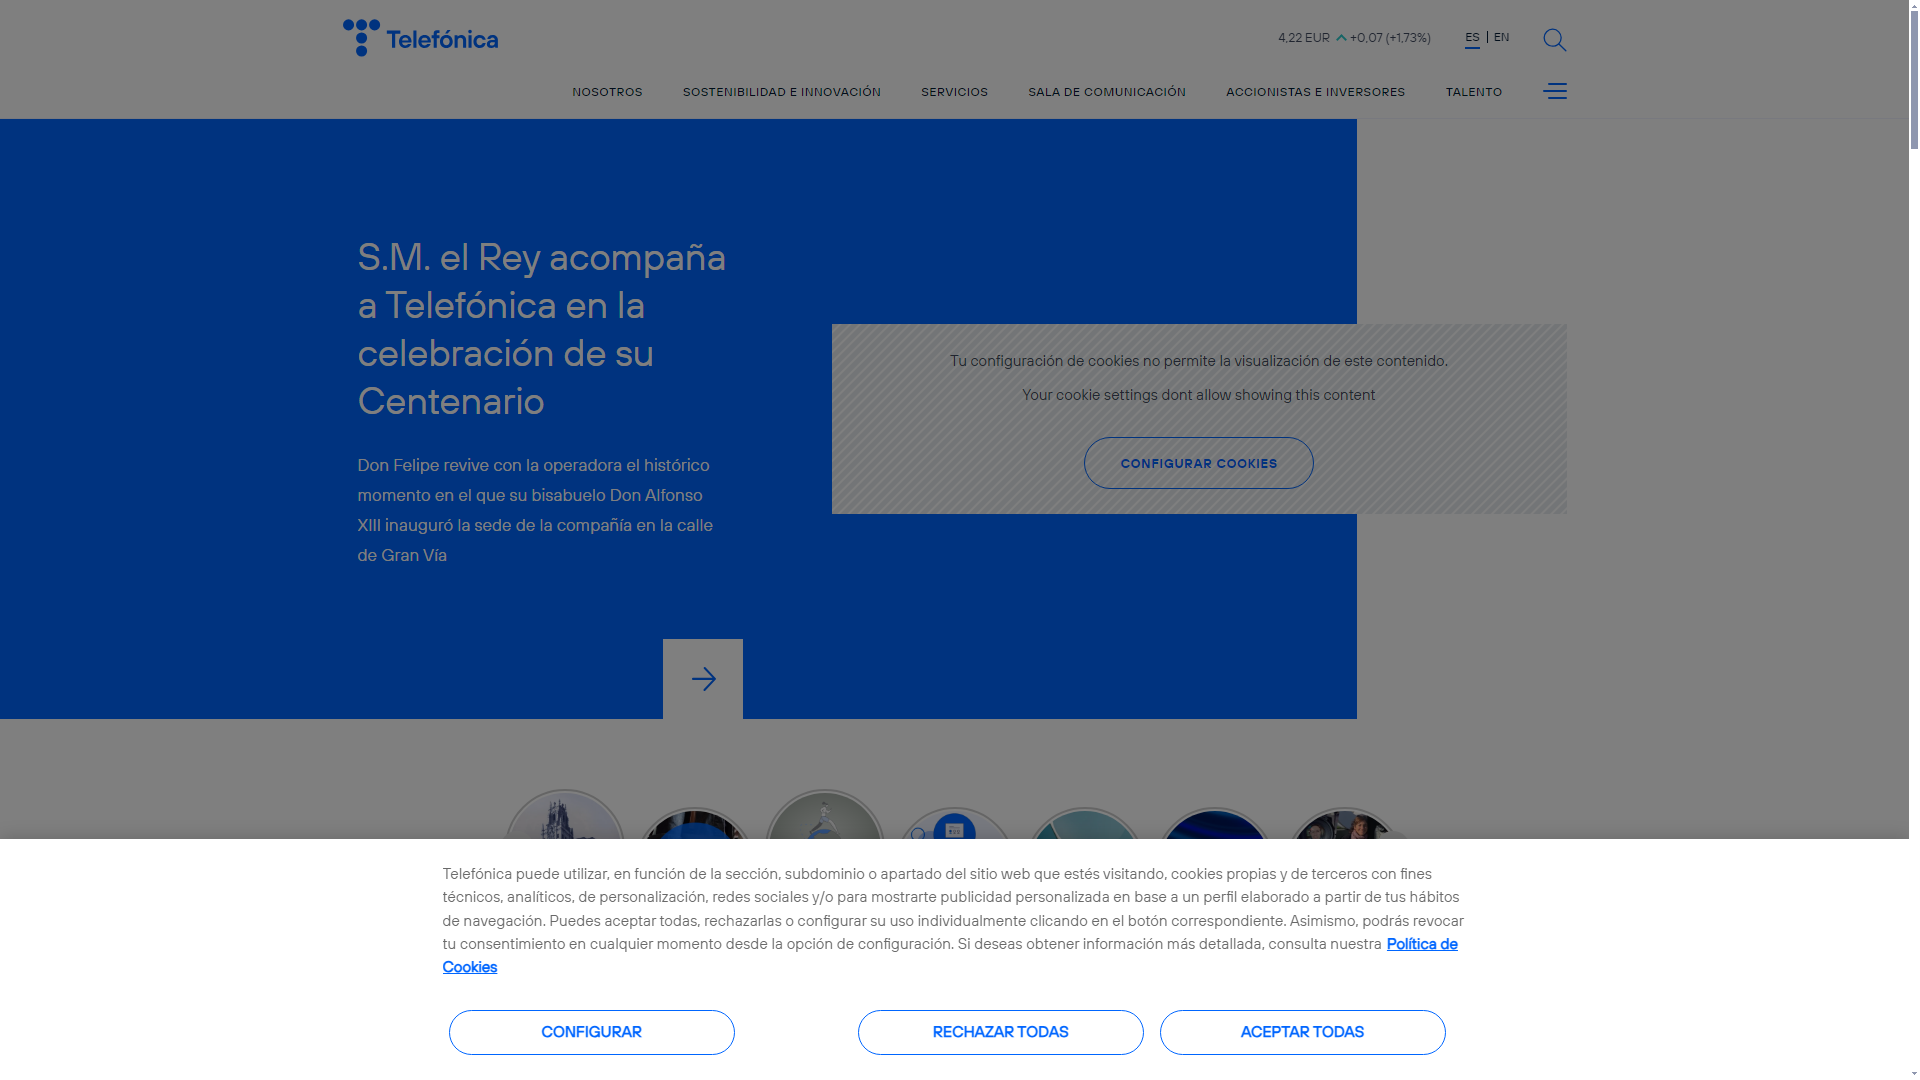 Telefónica
4,22 EUR +0,07 (+1,73%)
ES | EN
NOSOTROS SOSTENIBILIDAD E INNOVACIÓN SERVICIOS SALA DE COMUNICACIÓN ACCIONISTAS E INVERSORES TALENTO
S.M. el Rey acompaña
a Telefónica en la
celebración de su
Centenario
Don Felipe revive con la operadora el histórico
momento en el que su bisabuelo Don Alfonso
XIII inauguró la sede de la compañía en la calle
de Gran Vía
Tu configuración de cookies no permite la visualización de este contenido.
Your cookie settings dont allow showing this content
CONFIGURAR COOKIES
Telefónica puede utilizar, en función de la sección, subdominio o apartado del sitio web que estés visitando, cookies propias y de terceros con fines
técnicos, analíticos, de personalización, redes sociales y/o para mostrarte publicidad personalizada en base a un perfil elaborado a partir de tus hábitos
de navegación. Puedes aceptar todas, rechazarlas o configurar su uso individualmente clicando en el botón correspondiente. Asimismo, podrás revocar
tu consentimiento en cualquier momento desde la opción de configuración. Si deseas obtener información más detallada, consulta nuestra Política de
Cookies
CONFIGURAR
RECHAZAR TODAS
ACEPTAR TODAS